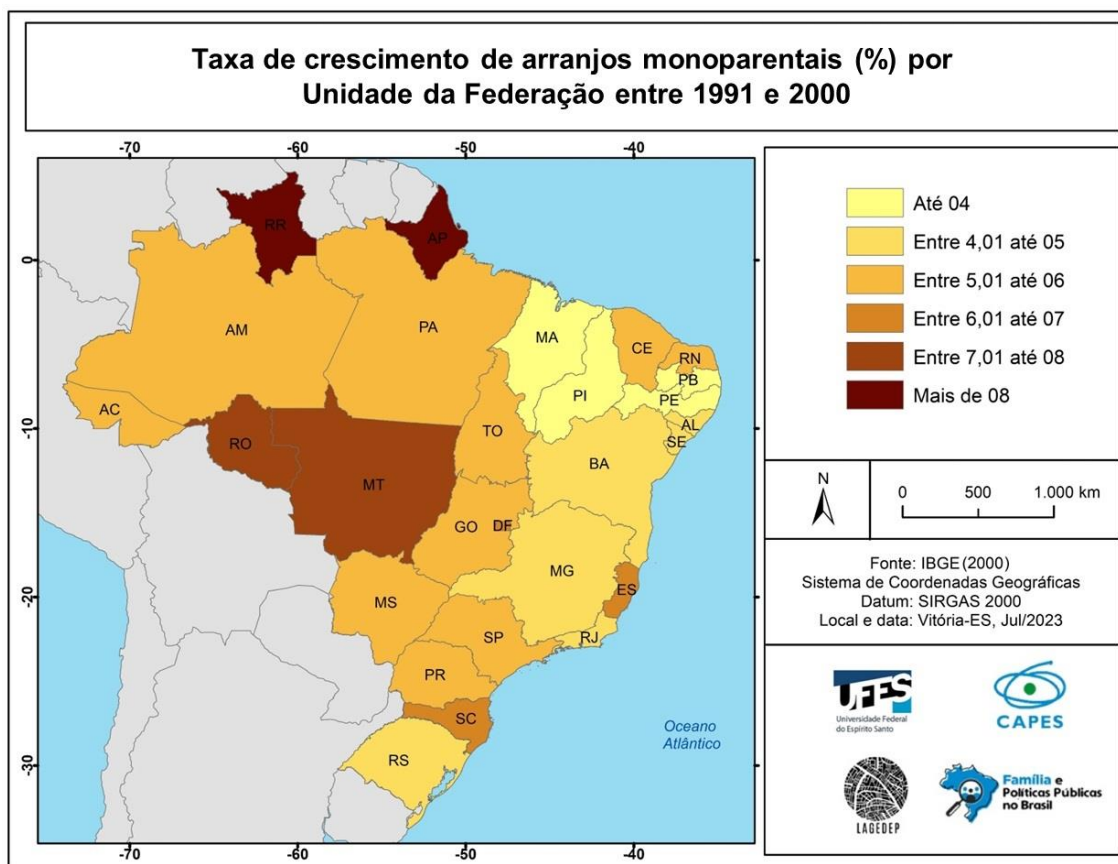 Taxa de crescimento de arranjos monoparentais (%) por
Unidade da Federação entre 1991 e 2000
-70
-60
-50
-40
0
-10
-20
-30
-70
-60
-50
-40
RR
AP
AM
PA
MA
CE
RN
PB
PE
PI
AL
SE
AC
TO
RO
BA
MT
GO
DF
MG
ES
MS
SP
RJ
PR
SC
RS
Oceano
Atlântico
Até 04
Entre 4,01 até 05
Entre 5,01 até 06
Entre 6,01 até 07
Entre 7,01 até 08
Mais de 08
N
0 500 1.000 km
Fonte: IBGE (2000)
Sistema de Coordenadas Geográficas
Datum: SIRGAS 2000
Local e data: Vitória-ES, Jul/2023
UFES
Universidade Federal
do Espírito Santo
CAPES
LAGEDEP
Família e
Políticas Públicas
no Brasil